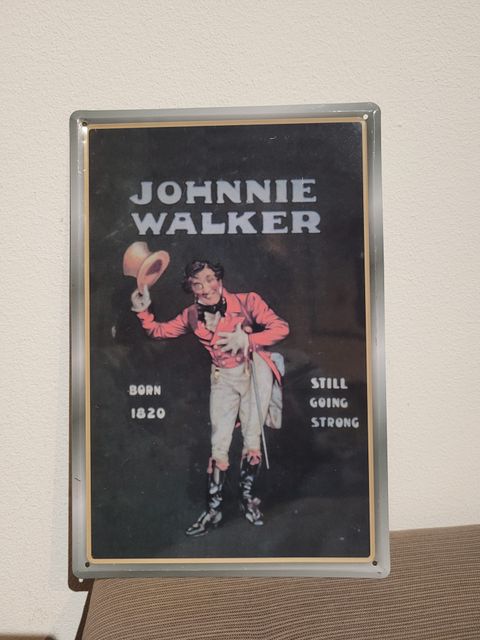 JOHNNIE
WALKER
BORN
1820
STILL
GOING
STRONG